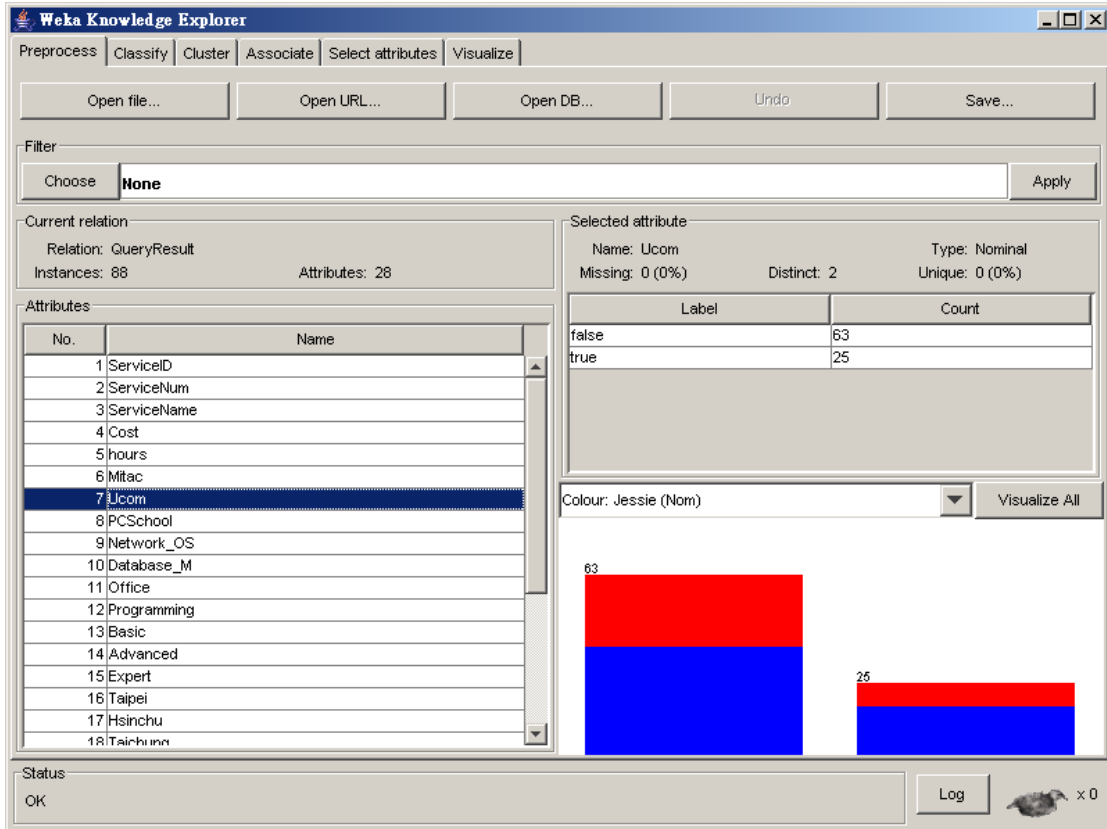 Weka Knowledge Explorer
Preprocess Classify Cluster Associate Select attributes Visualize
Open file... Open URL... Open DB... Undo Save...
Filter
Choose None Apply
Current relation
Relation: QueryResult
Instances: 88 Attributes: 28
Attributes
No. Name
1 ServiceID
2 ServiceNum
3 ServiceName
4 Cost
5 hours
6 Mitac
7 Ucom
8 PCSchool
9 Network_OS
10 Database_M
11 Office
12 Programming
13 Basic
14 Advanced
15 Expert
16 Taipei
17 Hsinchu
18 Taichung
Selected attribute
Name: Ucom Type: Nominal
Missing: 0 (0%) Distinct: 2 Unique: 0 (0%)
Label Count
false 63
true 25
Colour: Jessie (Nom) Visualize All
63
25
Status
OK
Log x 0